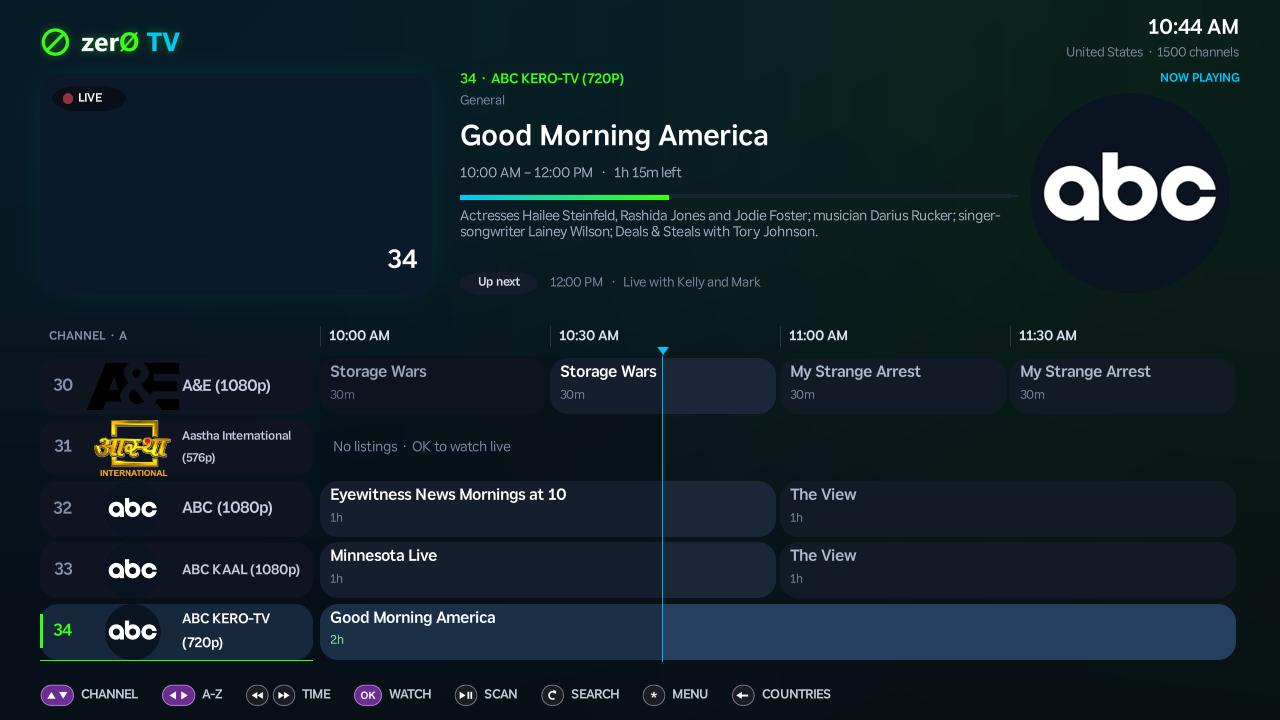 zerØ TV
10:44 AM
United States · 1500 channels
NOW PLAYING
LIVE
34
34 · ABC KERO-TV (720P)
General
Good Morning America
10:00 AM – 12:00 PM · 1h 15m left
Actresses Hailee Steinfeld, Rashida Jones and Jodie Foster; musician Darius Rucker; singer-
songwriter Lainey Wilson; Deals & Steals with Tory Johnson.
Up next 12:00 PM · Live with Kelly and Mark
abc
CHANNEL · A 10:00 AM 10:30 AM 11:00 AM 11:30 AM
30 A&E A&E (1080p)
Storage Wars
30m
Storage Wars
30m
My Strange Arrest
30m
My Strange Arrest
30m
31 आस्था
INTERNATIONAL
Aastha International
(576p)
No listings · OK to watch live
32 abc ABC (1080p)
Eyewitness News Mornings at 10
1h
The View
1h
33 abc ABC KAAL (1080p)
Minnesota Live
1h
The View
1h
34 abc ABC KERO-TV
(720p)
Good Morning America
2h
CHANNEL A-Z TIME OK WATCH SCAN SEARCH * MENU COUNTRIES